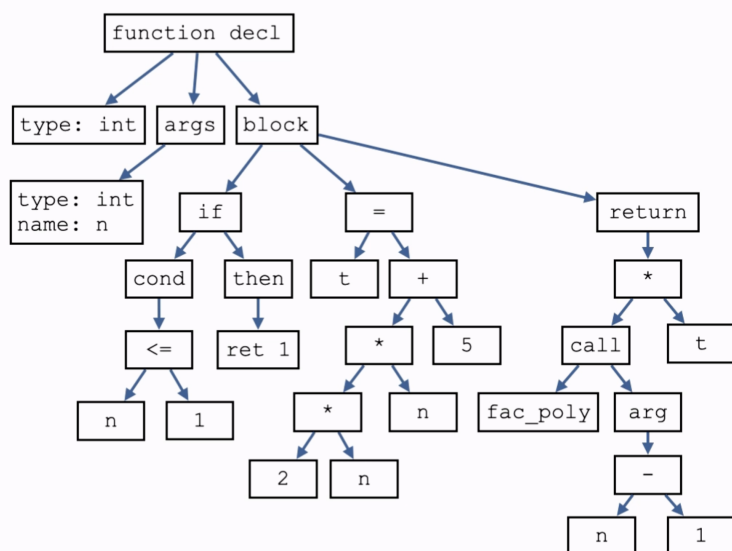 function decl
type: int
args
block
type: int
name: n
if
=
return
cond
then
t
+
*
<=
ret 1
*
5
call
t
n
1
*
n
fac_poly
arg
2
n
-
n
1